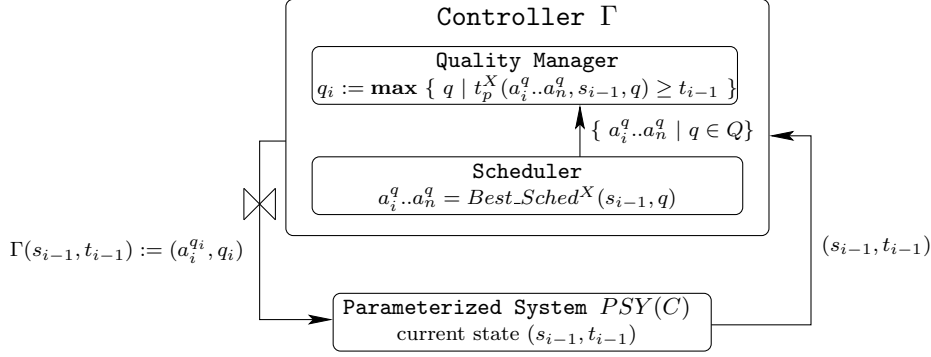 Controller Γ
Quality Manager
q_i := max { q | t_p^X(a_i^q..a_n^q, s_{i−1}, q) ≥ t_{i−1} }
{ a_i^q..a_n^q | q ∈ Q}
Scheduler
a_i^q..a_n^q = Best_Sched^X(s_{i−1}, q)
Γ(s_{i−1}, t_{i−1}) := (a_i^{q_i}, q_i)
(s_{i−1}, t_{i−1})
Parameterized System PSY(C)
current state (s_{i−1}, t_{i−1})